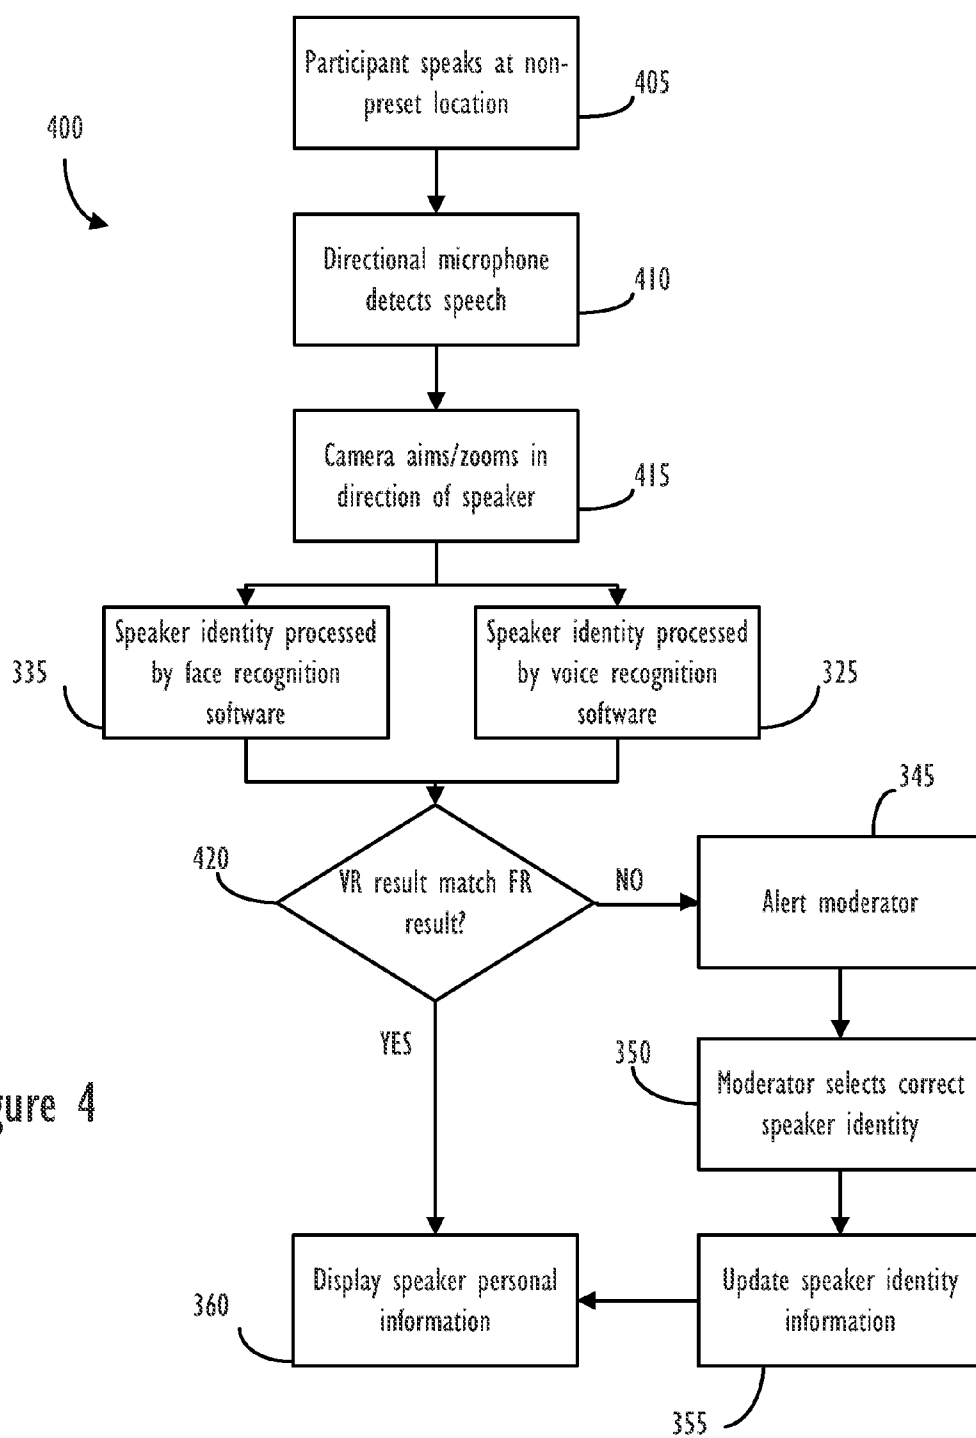 Participant speaks at non-
preset location
405
400
Directional microphone
detects speech
410
Camera aims/zooms in
direction of speaker
415
Speaker identity processed
by face recognition
software
335
Speaker identity processed
by voice recognition
software
325
VR result match FR
result?
420
NO
YES
345
Alert moderator
350
Moderator selects correct
speaker identity
gure 4
Display speaker personal
information
360
Update speaker identity
information
355